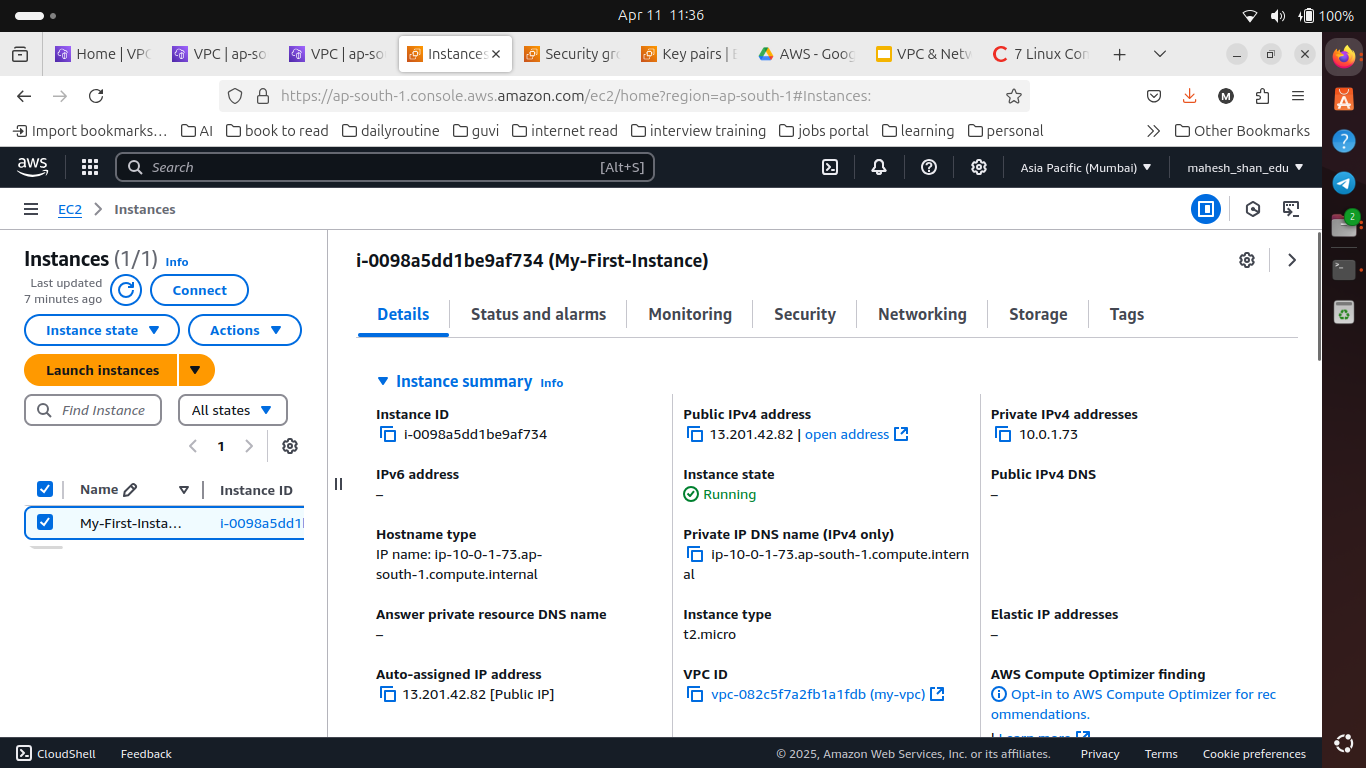 Apr 11 11:36
100%
Home | VPC
VPC | ap-so
VPC | ap-so
Instances
Security gro
Key pairs | E
AWS - Goog
VPC & Netw
7 Linux Con
https://ap-south-1.console.aws.amazon.com/ec2/home?region=ap-south-1#Instances:
M
Import bookmarks…
AI
book to read
dailyroutine
guvi
internet read
interview training
jobs portal
learning
personal
Other Bookmarks
aws
Search
[Alt+S]
Asia Pacific (Mumbai)
mahesh_shan_edu
2
EC2
Instances
Instances (1/1) Info
Last updated
7 minutes ago
Connect
Instance state
Actions
Launch instances
Find Instance
All states
1
Name
Instance ID
My-First-Insta…
i-0098a5dd1
i-0098a5dd1be9af734 (My-First-Instance)
Details
Status and alarms
Monitoring
Security
Networking
Storage
Tags
Instance summary Info
Instance ID
i-0098a5dd1be9af734
Public IPv4 address
13.201.42.82 | open address
Private IPv4 addresses
10.0.1.73
IPv6 address
–
Instance state
Running
Public IPv4 DNS
–
Hostname type
IP name: ip-10-0-1-73.ap-
south-1.compute.internal
Private IP DNS name (IPv4 only)
ip-10-0-1-73.ap-south-1.compute.intern
al
Answer private resource DNS name
–
Instance type
t2.micro
Elastic IP addresses
–
Auto-assigned IP address
13.201.42.82 [Public IP]
VPC ID
vpc-082c5f7a2fb1a1fdb (my-vpc)
AWS Compute Optimizer finding
Opt-in to AWS Compute Optimizer for rec
ommendations.
| Learn more
CloudShell
Feedback
© 2025, Amazon Web Services, Inc. or its affiliates.
Privacy
Terms
Cookie preferences